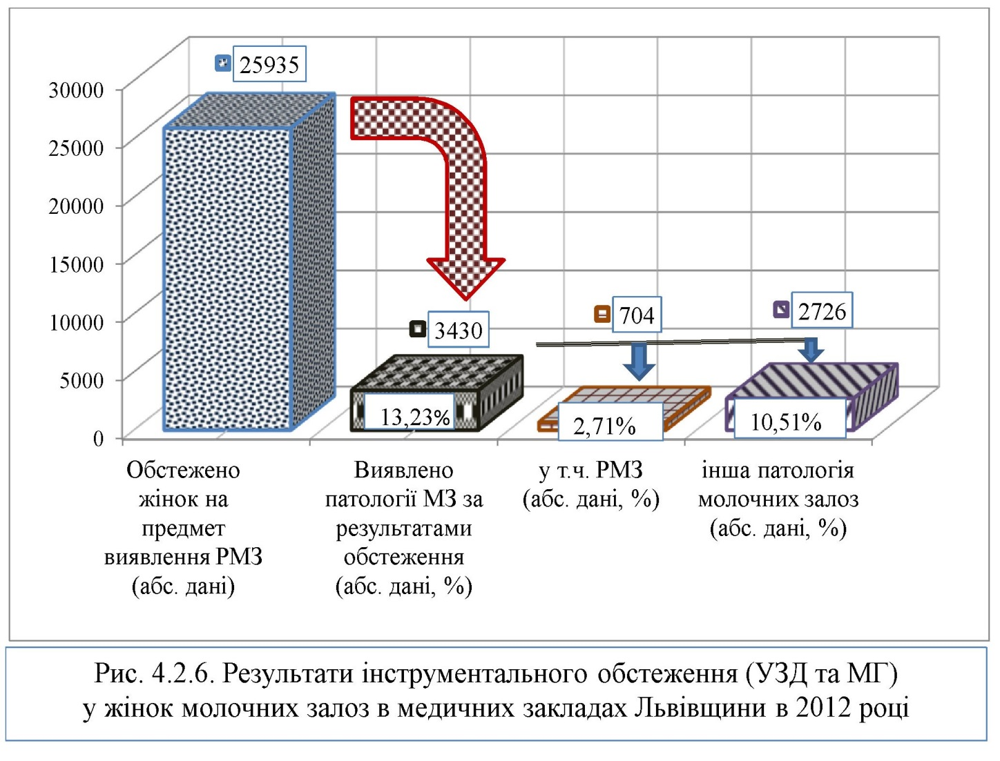 25935
30000
25000
20000
15000
10000
5000
0
3430
704
2726
13,23%
2,71%
10,51%
Обстежено
жінок на
предмет
виявлення РМЗ
(абс. дані)
Виявлено
патології МЗ за
результатами
обстеження
(абс. дані, %)
у т.ч. РМЗ
(абс. дані, %)
інша патологія
молочних залоз
(абс. дані, %)
Рис. 4.2.6. Результати інструментального обстеження (УЗД та МГ)
у жінок молочних залоз в медичних закладах Львівщини в 2012 році